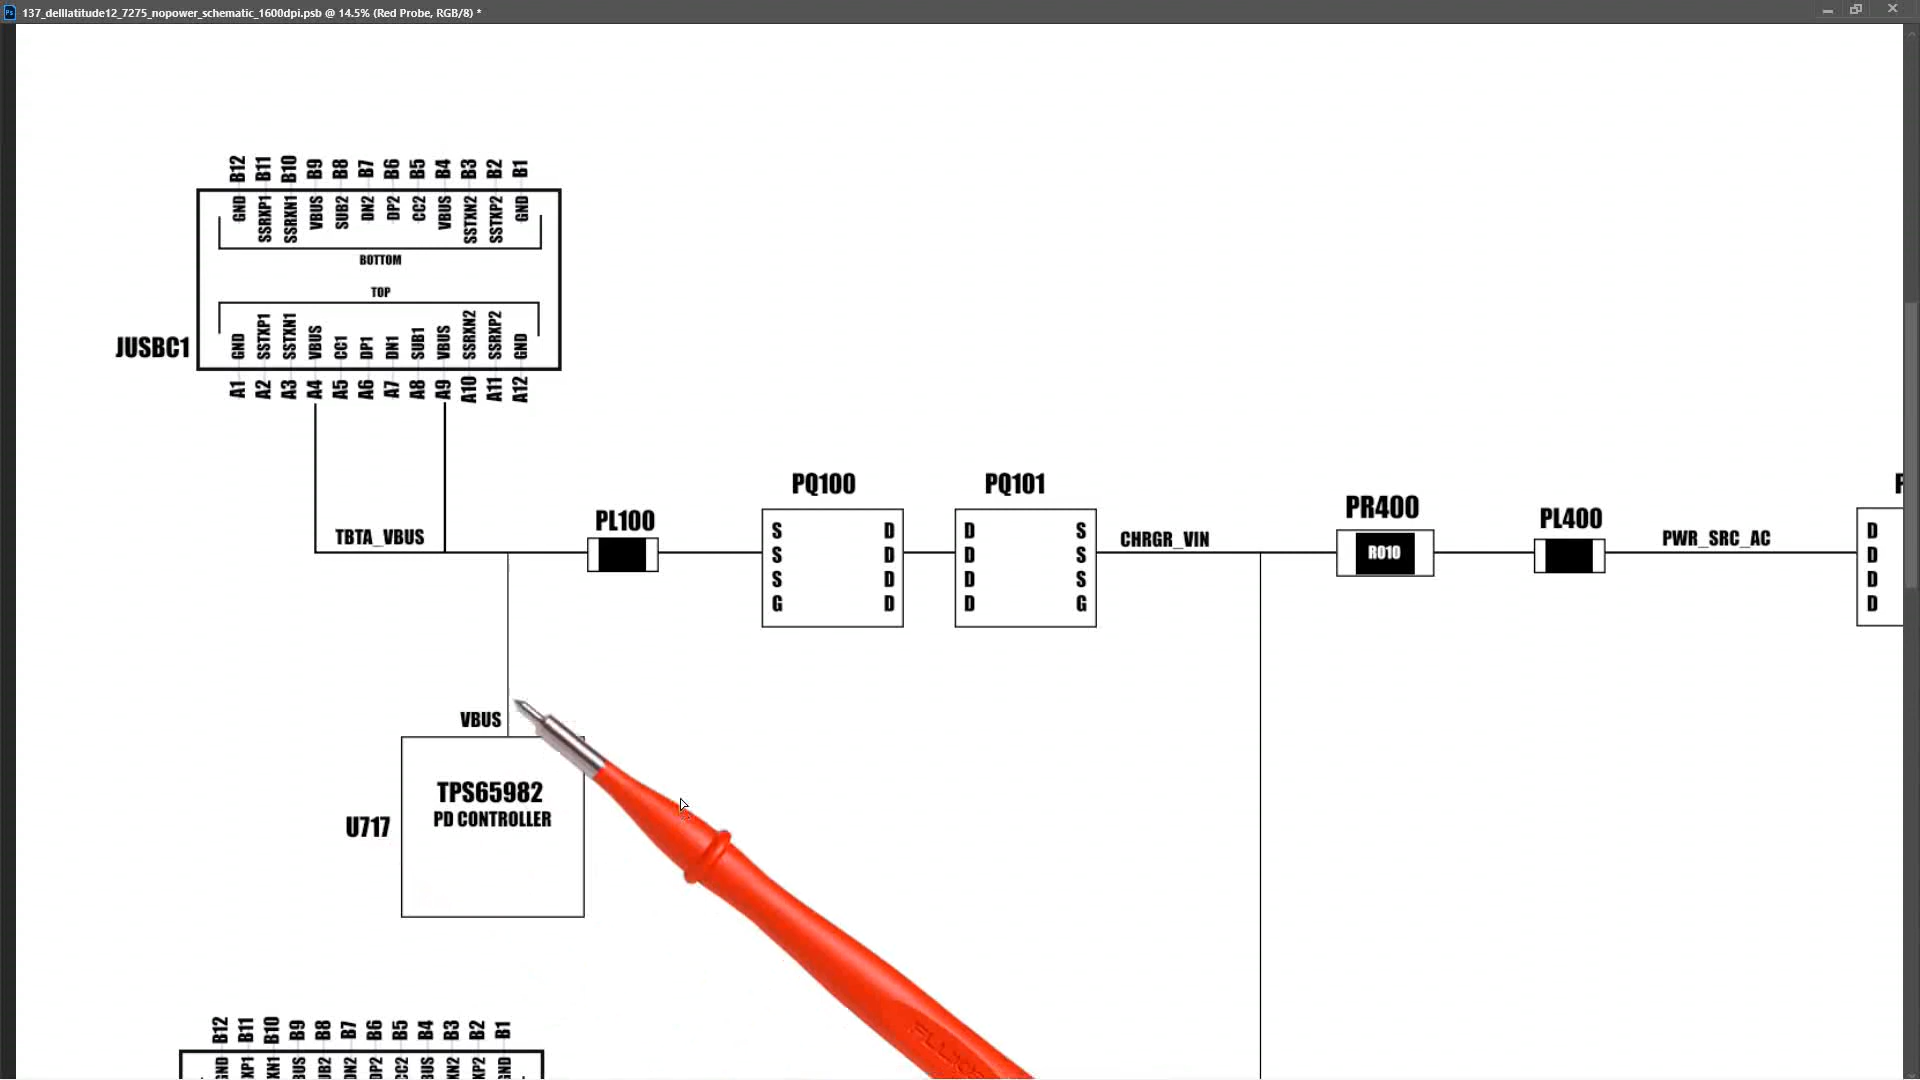 137_delllatitude12_7275_nopower_schematic_1600dpi.psb @ 14.5% (Red Probe, RGB/8) *
B12 B11 B10 B9 B8 B7 B6 B5 B4 B3 B2 B1
GND SSRXP1 SSRXN1 VBUS SUB2 DN2 DP2 CC2 VBUS SSTXN2 SSTXP2 GND
BOTTOM
TOP
GND SSTXP1 SSTXN1 VBUS CC1 DP1 DN1 SUB1 VBUS SSRXN2 SSRXP2 GND
JUSBC1
A1 A2 A3 A4 A5 A6 A7 A8 A9 A10 A11 A12
TBTA_VBUS
PL100
PQ100
S D
S D
S D
G D
PQ101
D S
D S
D S
D G
CHRGR_VIN
PR400
R010
PL400
PWR_SRC_AC
D
D
D
D
VBUS
TPS65982
PD CONTROLLER
U717
B12 B11 B10 B9 B8 B7 B6 B5 B4 B3 B2 B1